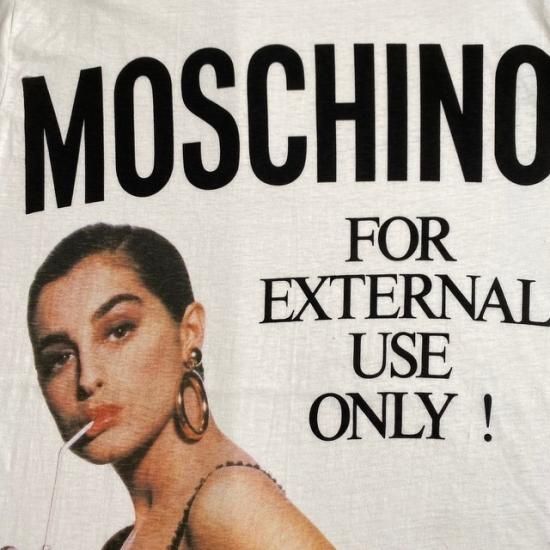 MOSCHINO
FOR
EXTERNAL
USE
ONLY !